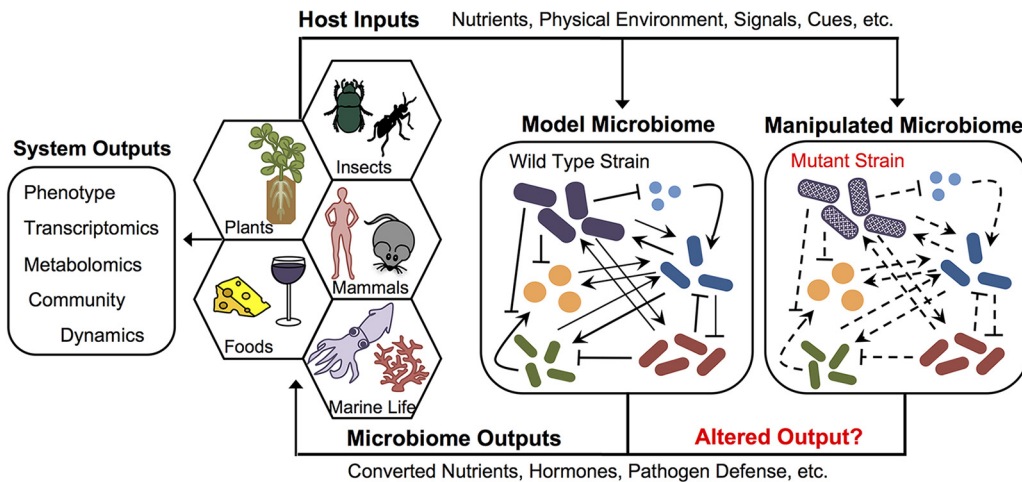 Host Inputs
Nutrients, Physical Environment, Signals, Cues, etc.
Model Microbiome
Manipulated Microbiome
System Outputs
Phenotype
Transcriptomics
Metabolomics
Community
Dynamics
Insects
Plants
Mammals
Foods
Marine Life
Wild Type Strain
Mutant Strain
Microbiome Outputs
Altered Output?
Converted Nutrients, Hormones, Pathogen Defense, etc.